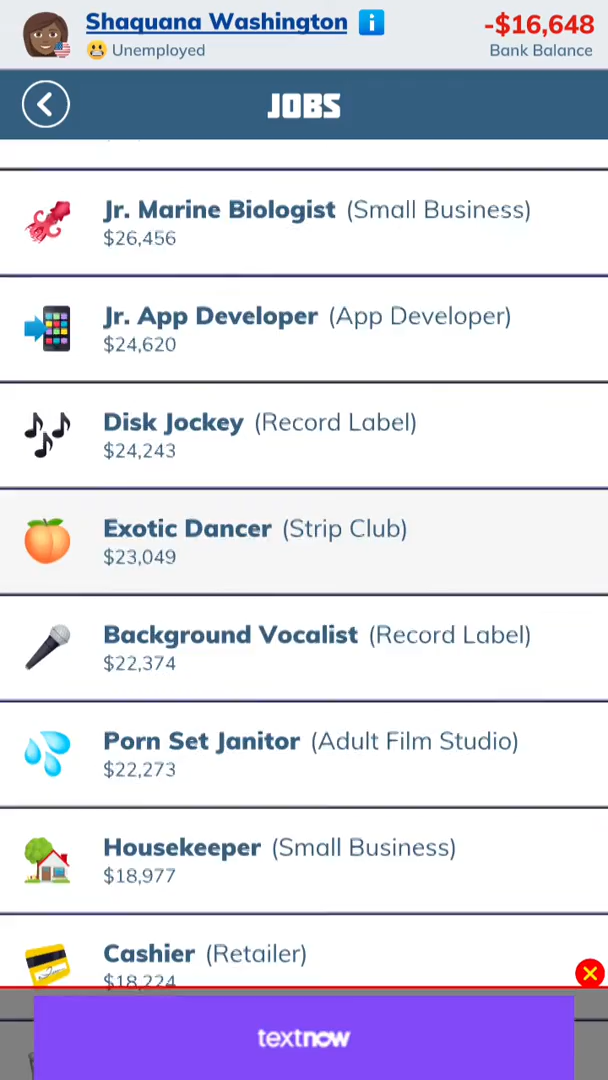 Shaquana Washington
-$16,648
Unemployed
Bank Balance
JOBS
Jr. Marine Biologist (Small Business)
$26,456
Jr. App Developer (App Developer)
$24,620
Disk Jockey (Record Label)
$24,243
Exotic Dancer (Strip Club)
$23,049
Background Vocalist (Record Label)
$22,374
Porn Set Janitor (Adult Film Studio)
$22,273
Housekeeper (Small Business)
$18,977
Cashier (Retailer)
$18,224
textnow